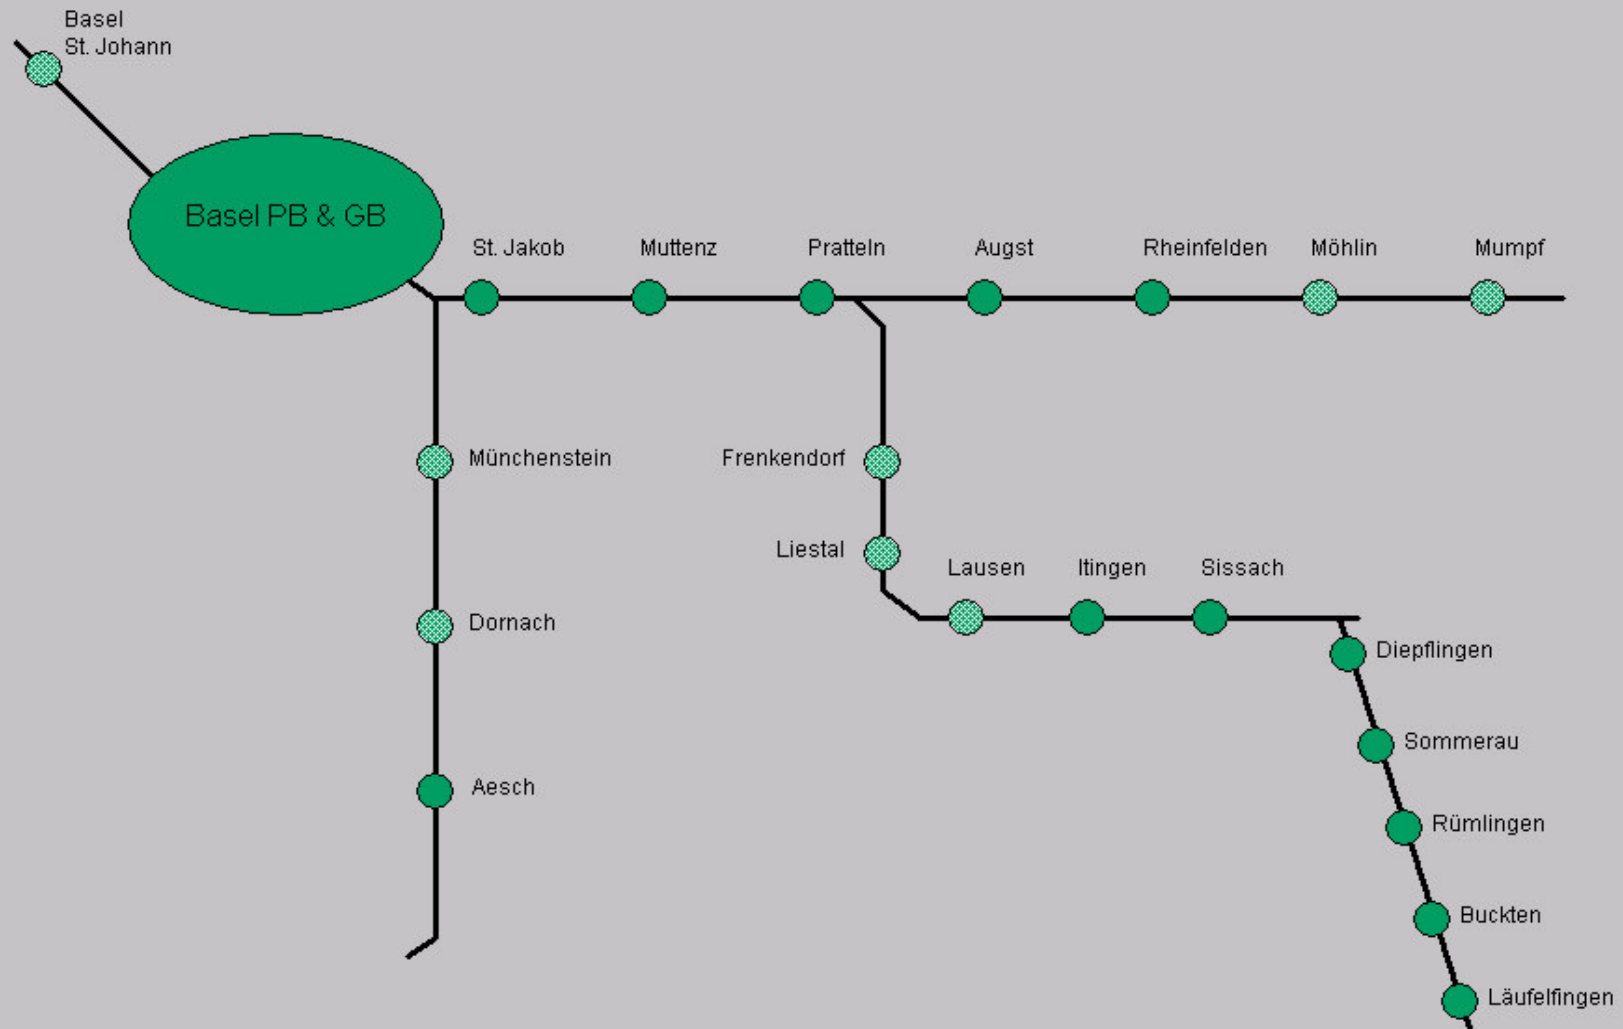 Basel
St. Johann
Basel PB & GB
St. Jakob
Muttenz
Pratteln
Augst
Rheinfelden
Möhlin
Mumpf
Münchenstein
Frenkendorf
Liestal
Lausen
Itingen
Sissach
Dornach
Diepflingen
Sommerau
Aesch
Rümlingen
Buckten
Läufelfingen